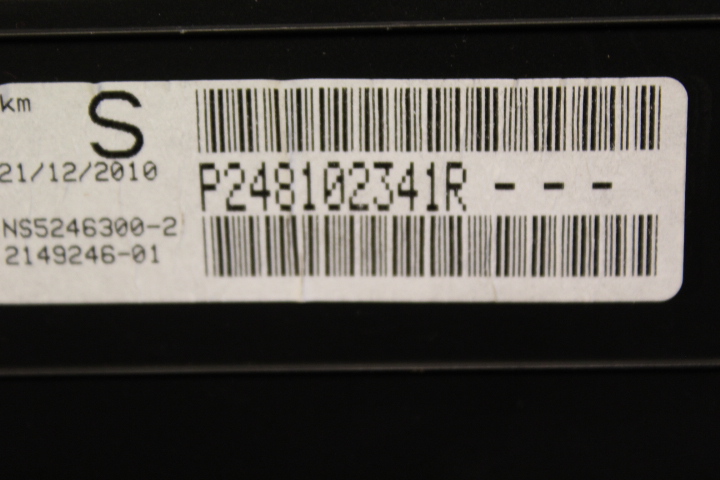 km S
21/12/2010
P248102341R - - -
NS5246300-2
2149246-01